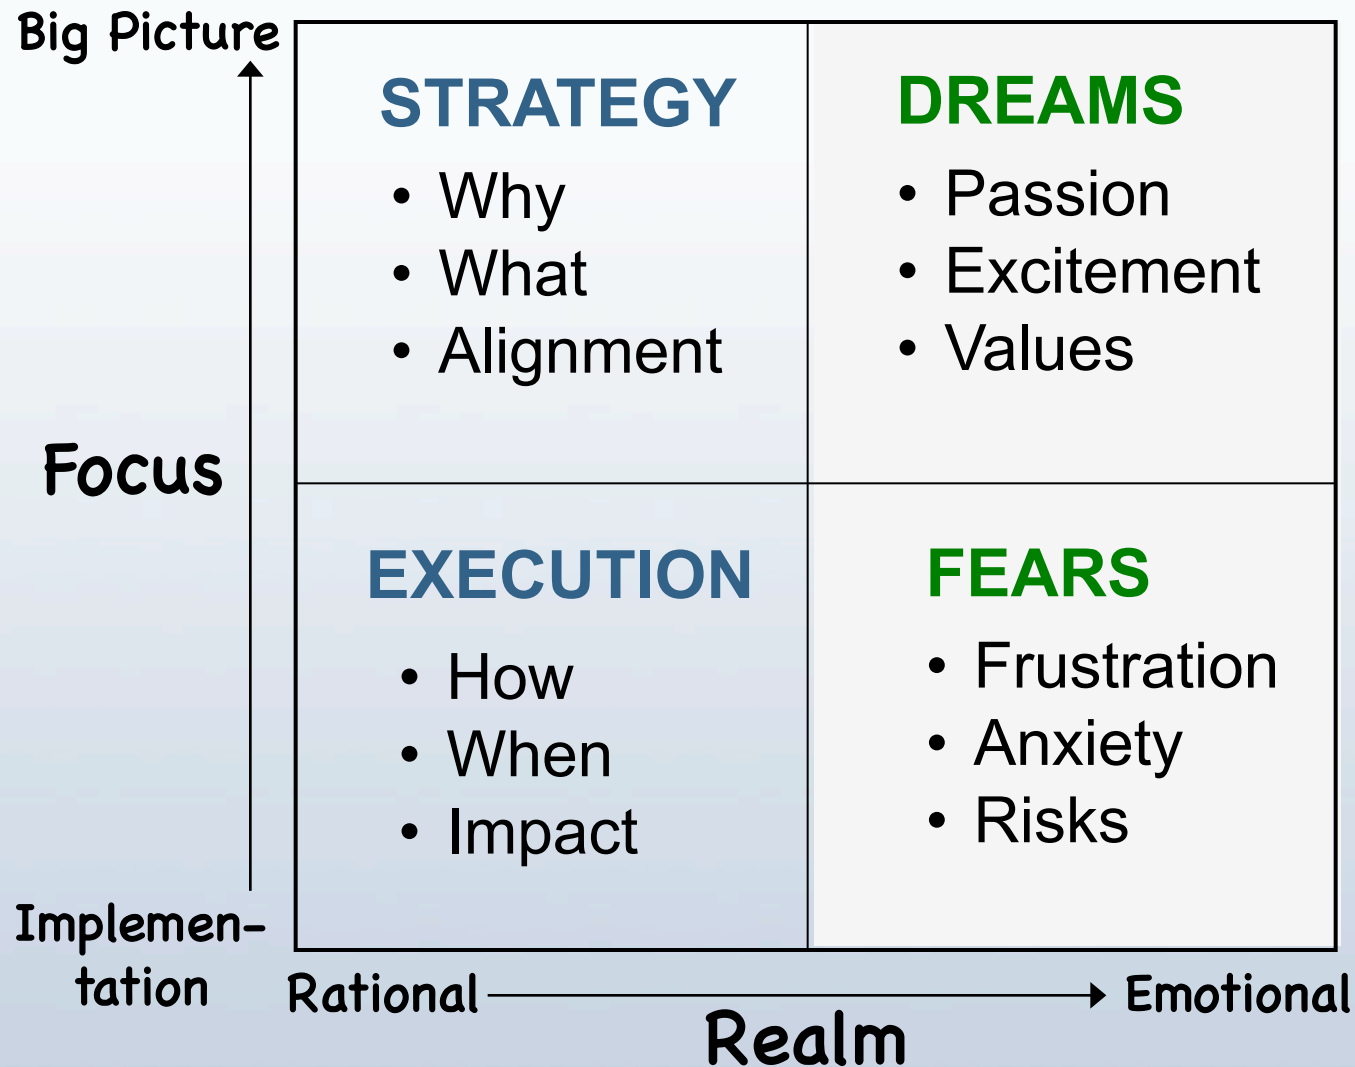 Big Picture
STRATEGY
• Why
• What
• Alignment
DREAMS
• Passion
• Excitement
• Values
Focus
EXECUTION
• How
• When
• Impact
FEARS
• Frustration
• Anxiety
• Risks
Implemen-
tation
Rational
Emotional
Realm